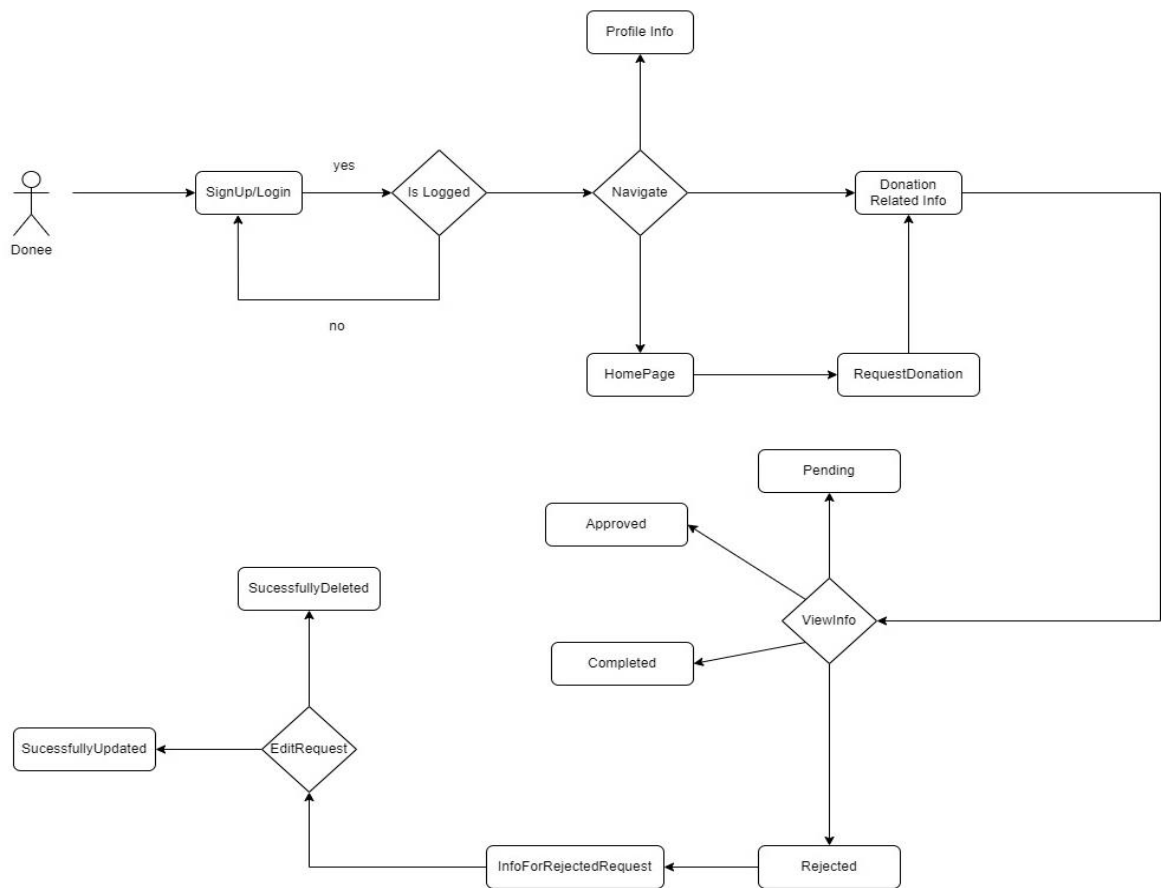 Profile Info
yes
SignUp/Login
Is Logged
Navigate
Donation
Related Info
Donee
no
HomePage
RequestDonation
Pending
Approved
SucessfullyDeleted
ViewInfo
Completed
SucessfullyUpdated
EditRequest
InfoForRejectedRequest
Rejected